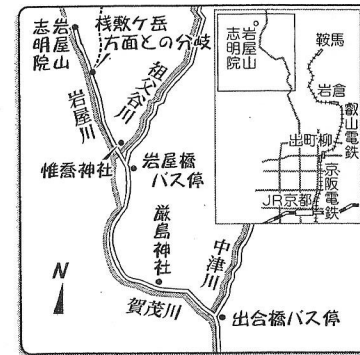 岩屋山
志明院
桟敷ケ岳
方面との分岐
祖父谷川
岩屋川
惟喬神社
岩屋橋
バス停
厳島神社
中津川
賀茂川
出合橋バス停
N
岩屋山
志明院
鞍馬
岩倉
叡山電鉄
出町柳
京阪電鉄
JR京都